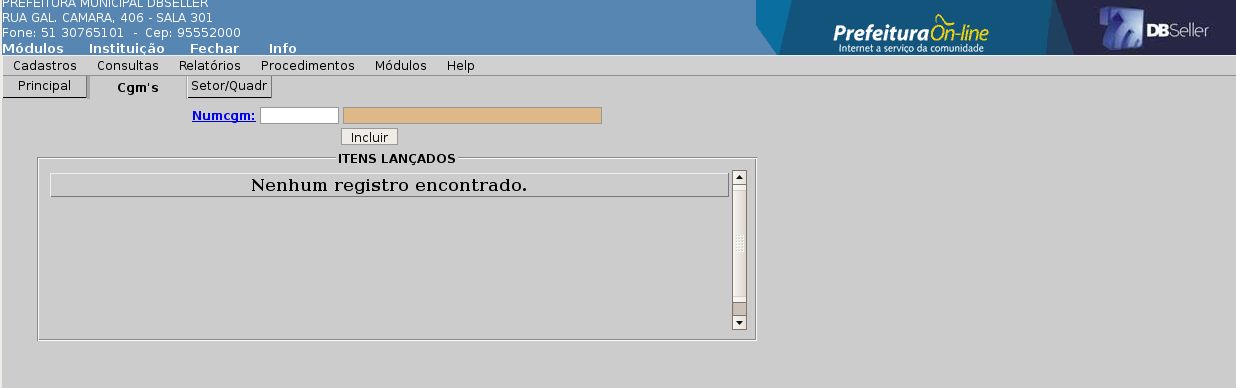 PREFEITURA MUNICIPAL DBSELLER
RUA GAL. CAMARA, 406 - SALA 301
Fone: 51 30765101 - Cep: 95552000
Módulos Instituição Fechar Info
PrefeituraOn-line
Internet a serviço da comunidade
DBSeller
Cadastros Consultas Relatórios Procedimentos Módulos Help
Principal Cgm's Setor/Quadr
Numcgm:
Incluir
ITENS LANÇADOS
Nenhum registro encontrado.